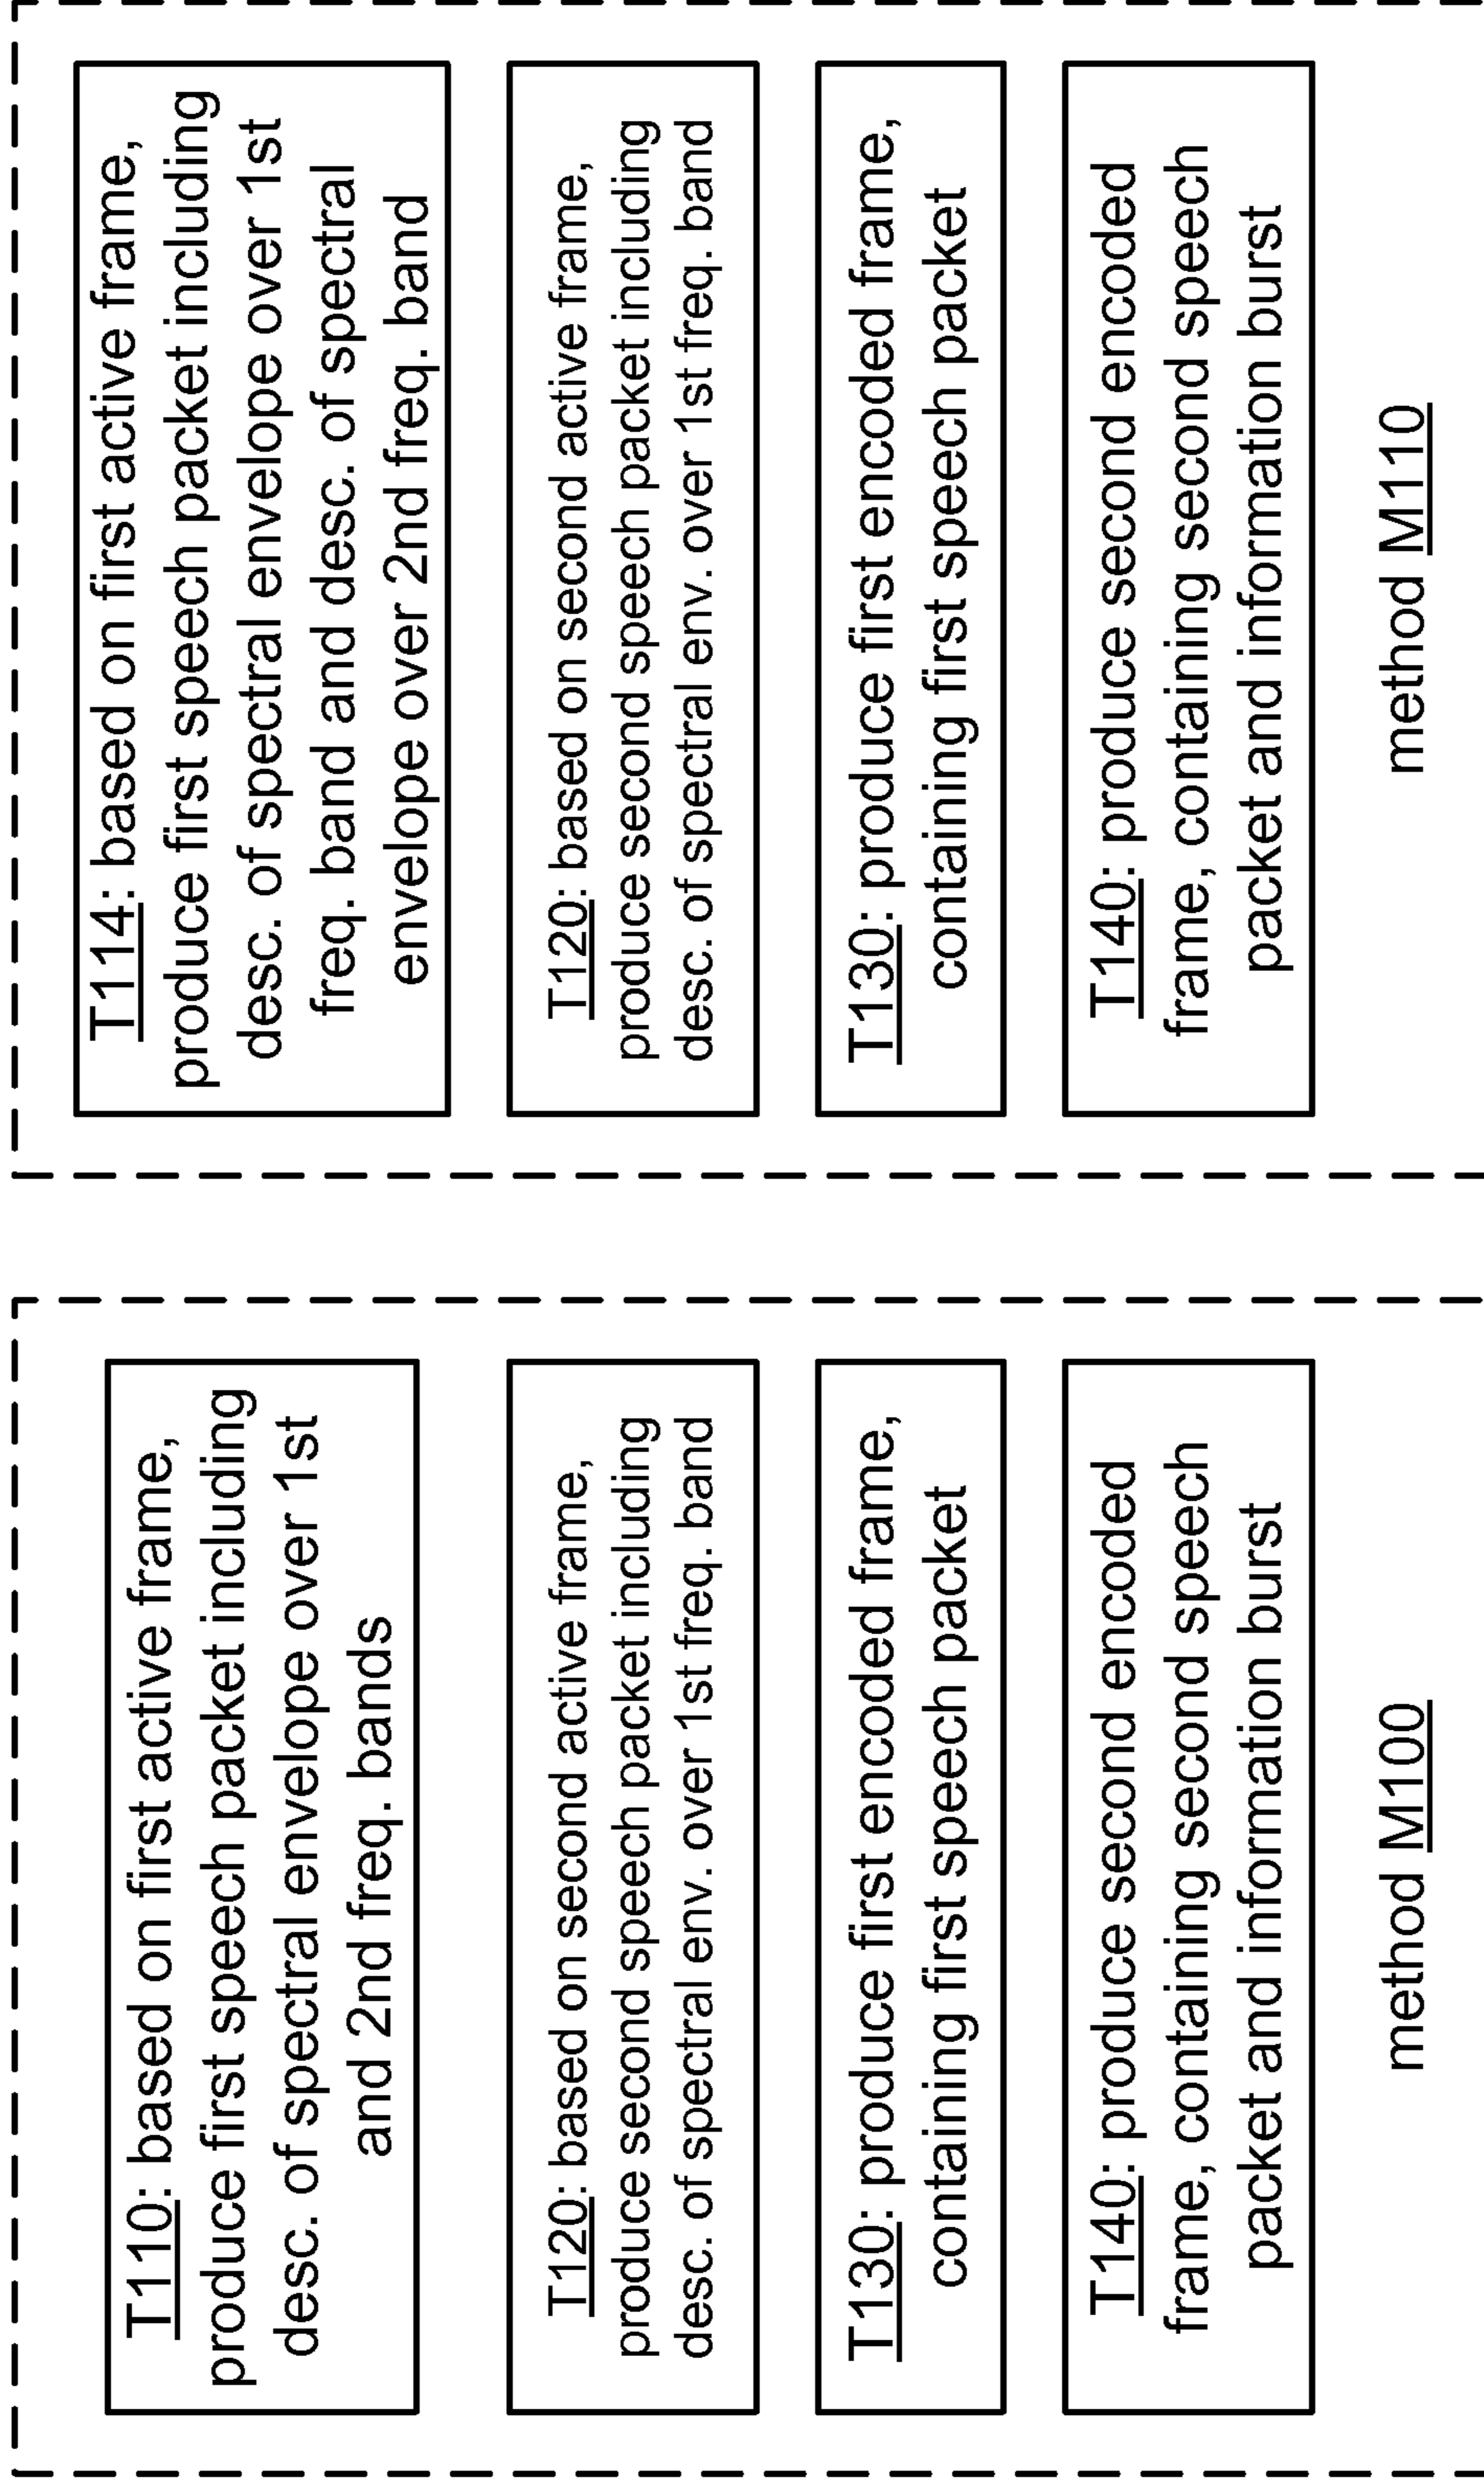 T110: based on first active frame,
produce first speech packet including
desc. of spectral envelope over 1st
and 2nd freq. bands
T120: based on second active frame,
produce second speech packet including
desc. of spectral env. over 1st freq. band
T130: produce first encoded frame,
containing first speech packet
T140: produce second encoded
frame, containing second speech
packet and information burst
method M100
T114: based on first active frame,
produce first speech packet including
desc. of spectral envelope over 1st
freq. band and desc. of spectral
envelope over 2nd freq. band
T120: based on second active frame,
produce second speech packet including
desc. of spectral env. over 1st freq. band
T130: produce first encoded frame,
containing first speech packet
T140: produce second encoded
frame, containing second speech
packet and information burst
method M110